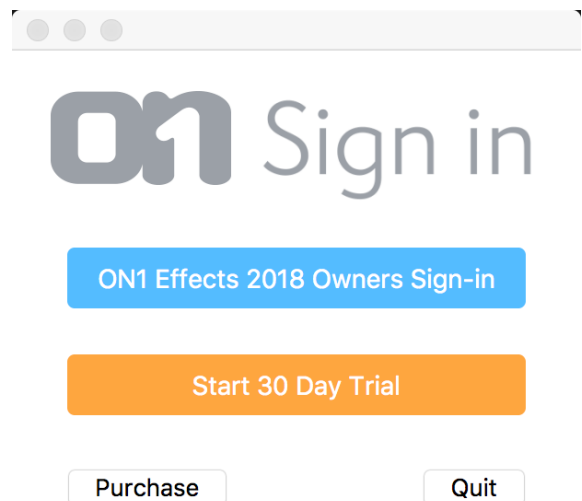 ON1 Sign in
ON1 Effects 2018 Owners Sign-in
Start 30 Day Trial
Purchase Quit